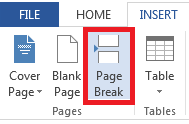 FILE HOME INSERT
Cover Page
Blank Page
Page Break
Table
Pages Tables